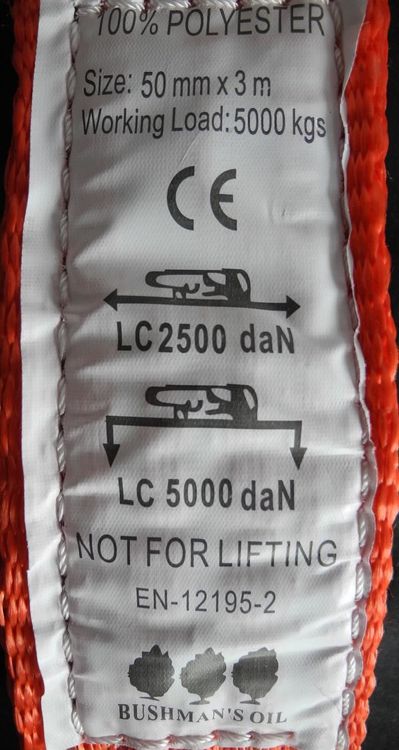 100% POLYESTER
Size: 50 mm x 3 m
Working Load: 5000 kgs
CE
LC 2500 daN
LC 5000 daN
NOT FOR LIFTING
EN-12195-2
BUSHMAN'S OIL